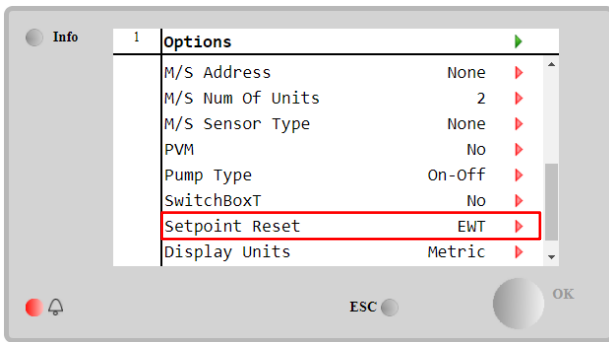 Info
1 Options
M/S Address None
M/S Num Of Units 2
M/S Sensor Type None
PVM No
Pump Type On-Off
SwitchBoxT No
Setpoint Reset EWT
Display Units Metric
ESC
OK